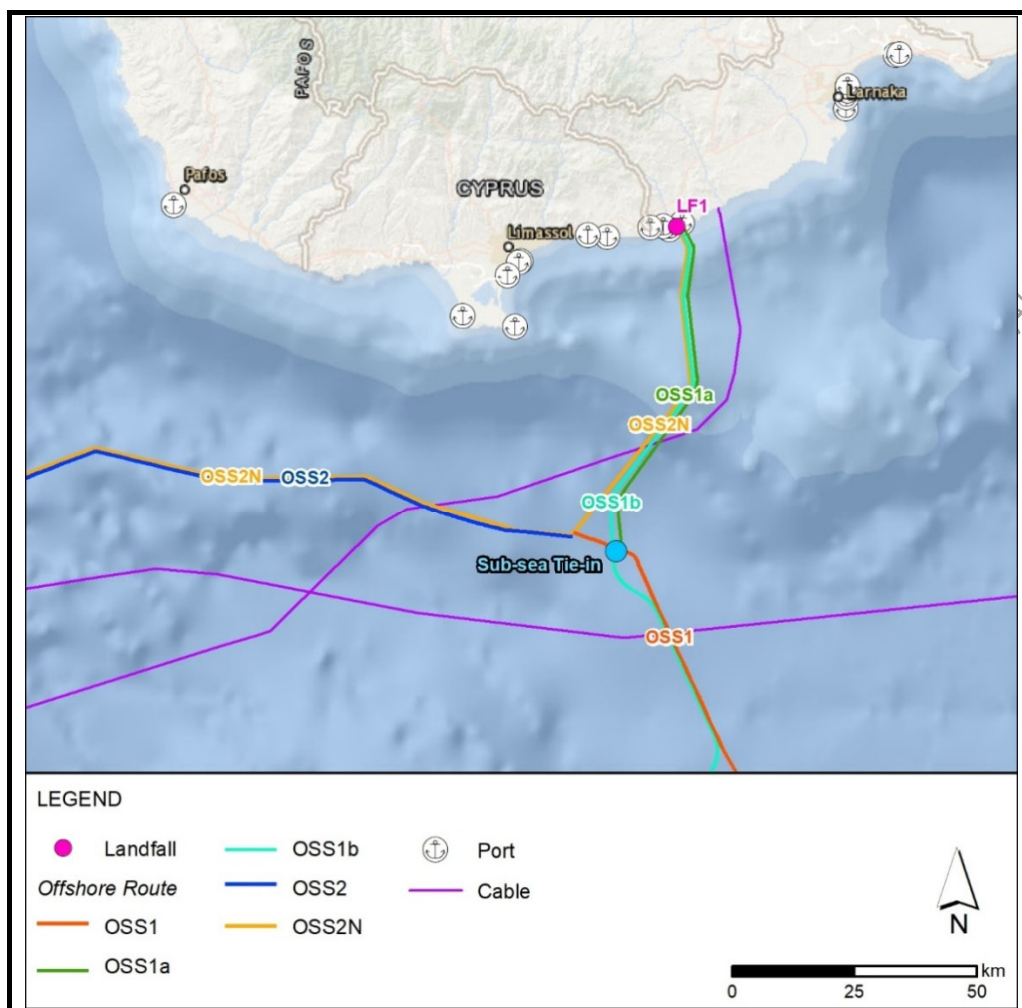 PAFOS
Larnaka
Pafos
CYPRUS
LF1
Limassol
OSS1a
OSS2N
OSS2N
OSS2
OSS1b
Sub-sea Tie-in
OSS1
LEGEND
Landfall
OSS1b
Port
Offshore Route
OSS2
Cable
OSS1
OSS2N
OSS1a
N
km
0
25
50